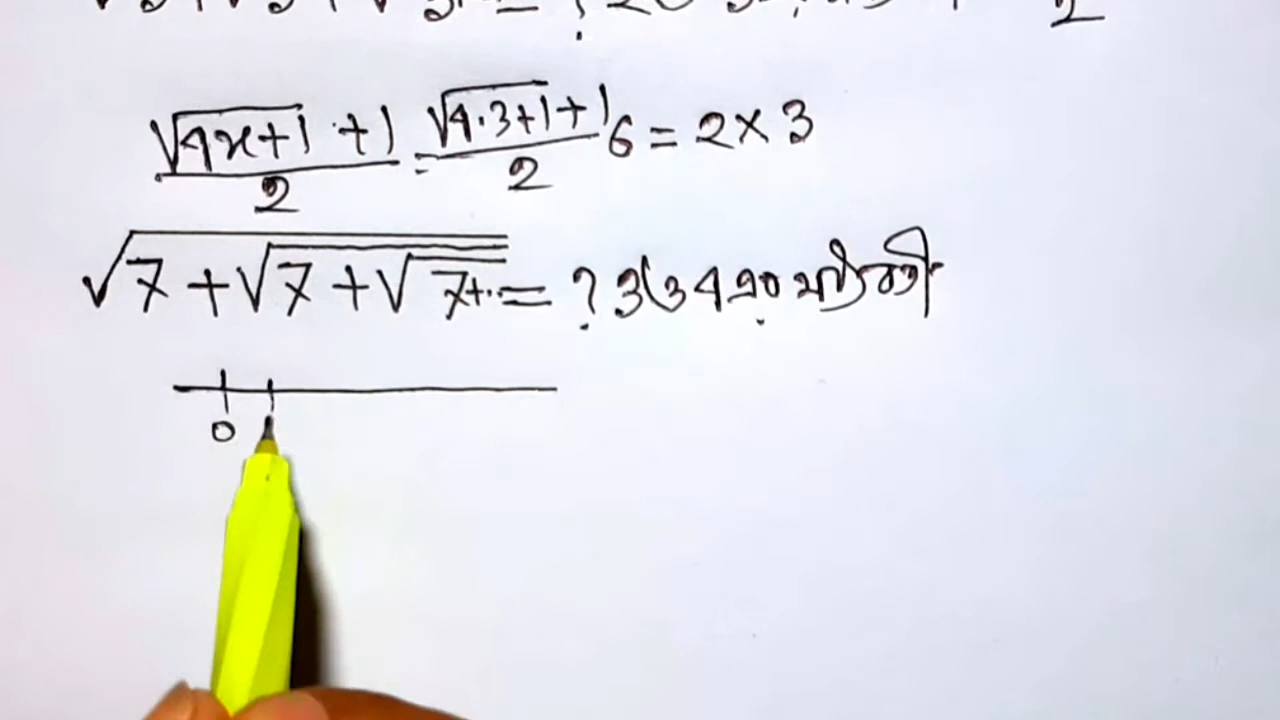 √4x+1 +1 / 2 = √4·3+1 +1 / 2 6 = 2 × 3
√7+√7+√7+.. = ? 3 ও 4 এর মধ্যবর্তী
0